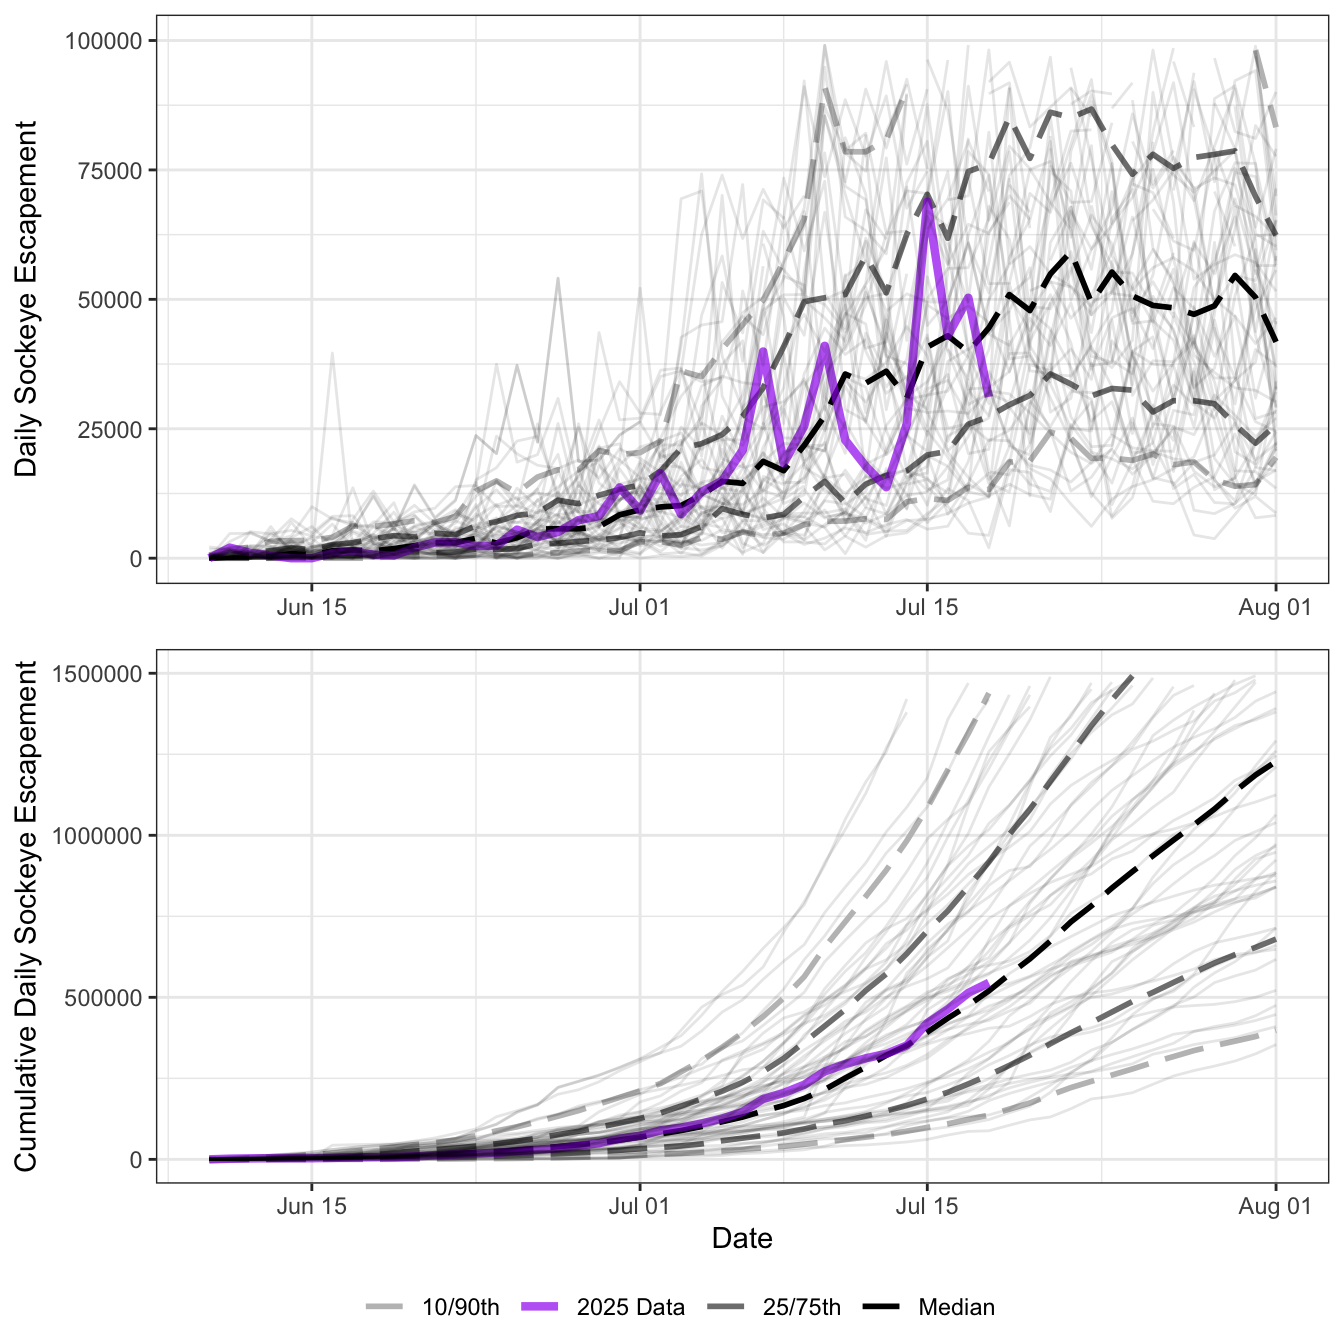 Daily Sockeye Escapement
100000
75000
50000
25000
0
Jun 15 Jul 01 Jul 15 Aug 01
Cumulative Daily Sockeye Escapement
1500000
1000000
500000
0
Jun 15 Jul 01 Jul 15 Aug 01
Date
10/90th 2025 Data 25/75th Median